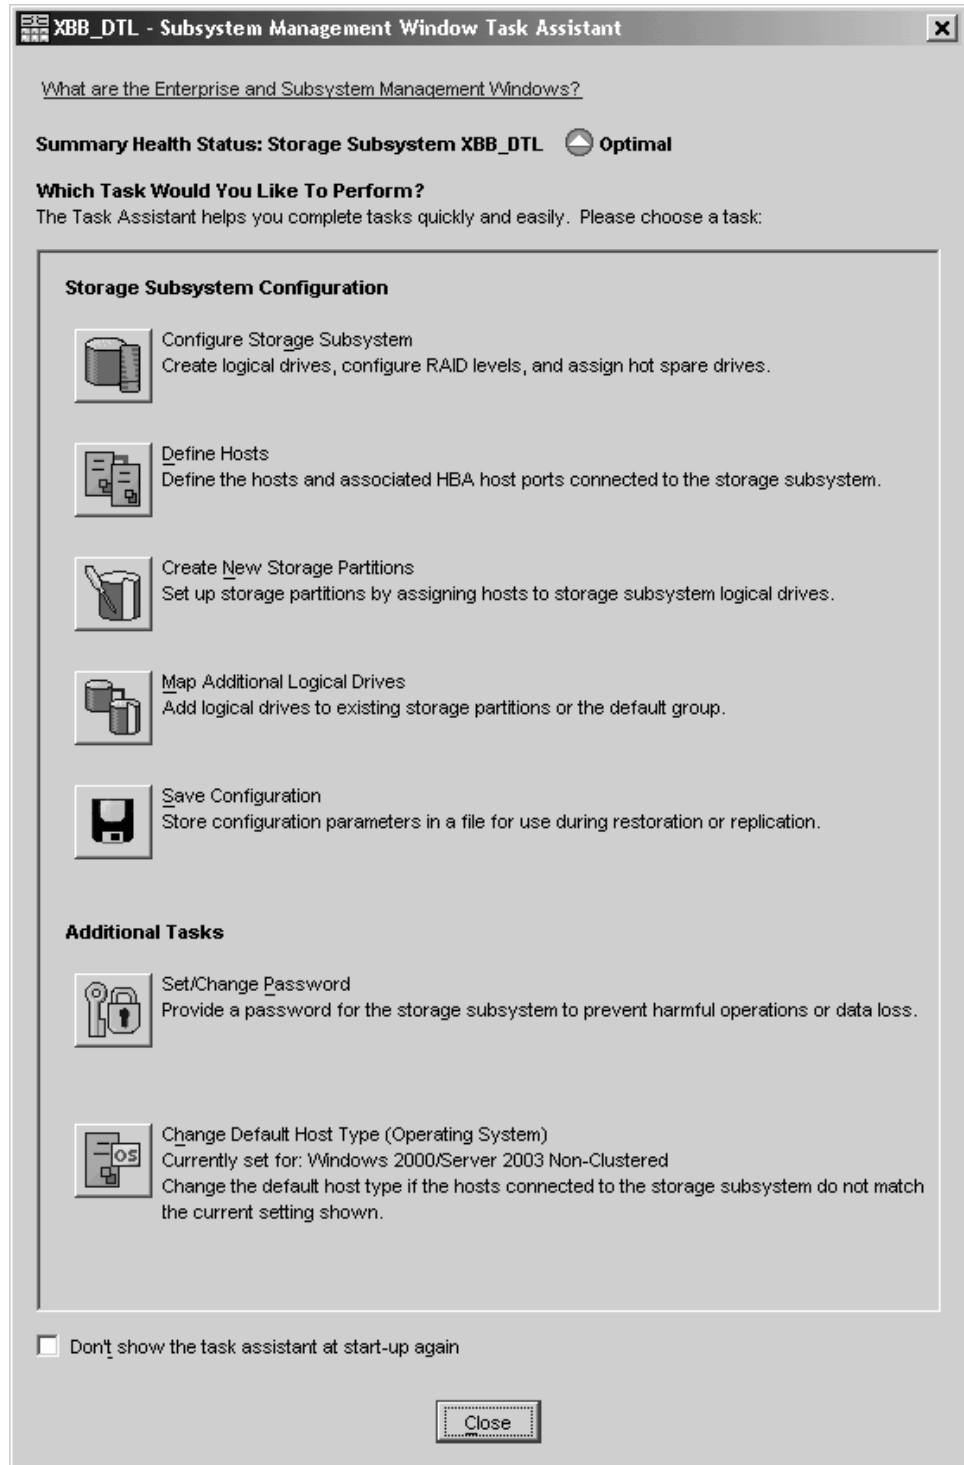 XBB_DTL - Subsystem Management Window Task Assistant
What are the Enterprise and Subsystem Management Windows?
Summary Health Status: Storage Subsystem XBB_DTL Optimal
Which Task Would You Like To Perform?
The Task Assistant helps you complete tasks quickly and easily. Please choose a task:
Storage Subsystem Configuration
Configure Storage Subsystem
Create logical drives, configure RAID levels, and assign hot spare drives.
Define Hosts
Define the hosts and associated HBA host ports connected to the storage subsystem.
Create New Storage Partitions
Set up storage partitions by assigning hosts to storage subsystem logical drives.
Map Additional Logical Drives
Add logical drives to existing storage partitions or the default group.
Save Configuration
Store configuration parameters in a file for use during restoration or replication.
Additional Tasks
Set/Change Password
Provide a password for the storage subsystem to prevent harmful operations or data loss.
OS
Change Default Host Type (Operating System)
Currently set for: Windows 2000/Server 2003 Non-Clustered
Change the default host type if the hosts connected to the storage subsystem do not match
the current setting shown.
Don't show the task assistant at start-up again
Close